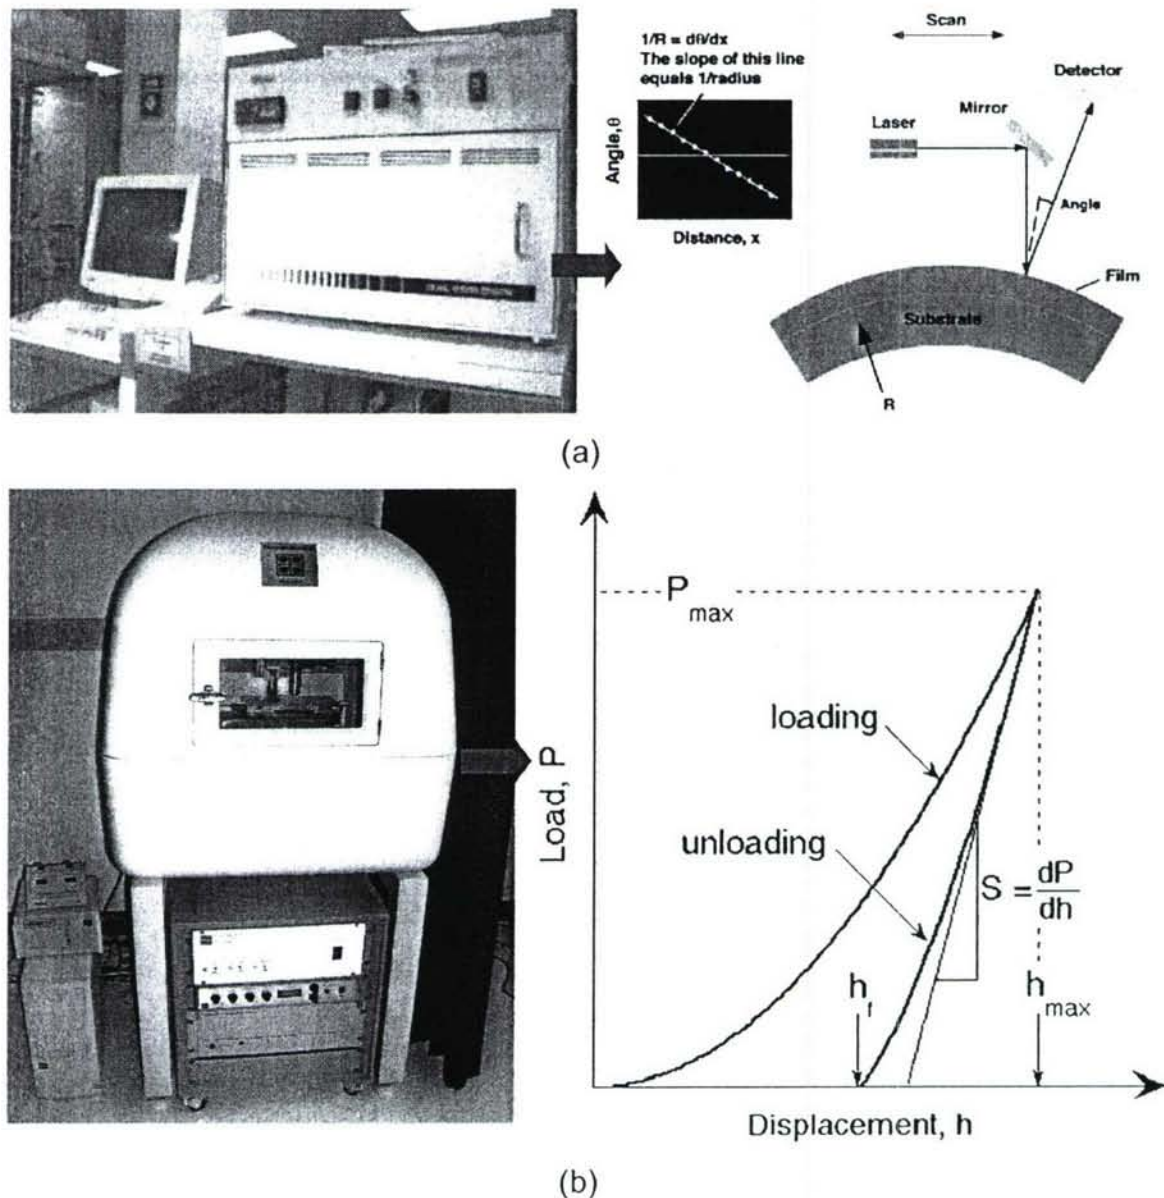 1/R = dθ/dx
The slope of this line
equals 1/radius
Angle,θ
Distance, x
Scan
Detector
Mirror
Laser
Angle
Film
Substrate
R
(a)
P max
loading
unloading
S = dP/dh
h f
h max
Load, P
Displacement, h
(b)